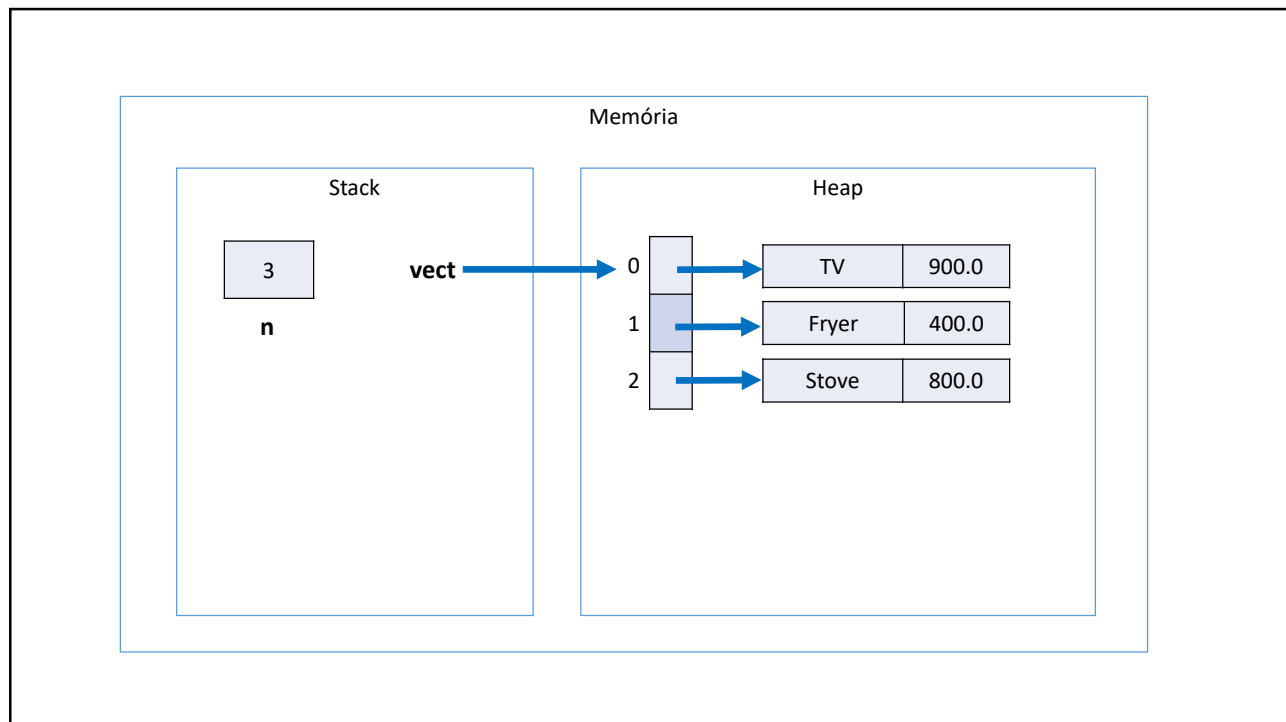 Memória
Stack
Heap
3
n
vect
0
TV 900.0
1
Fryer 400.0
2
Stove 800.0